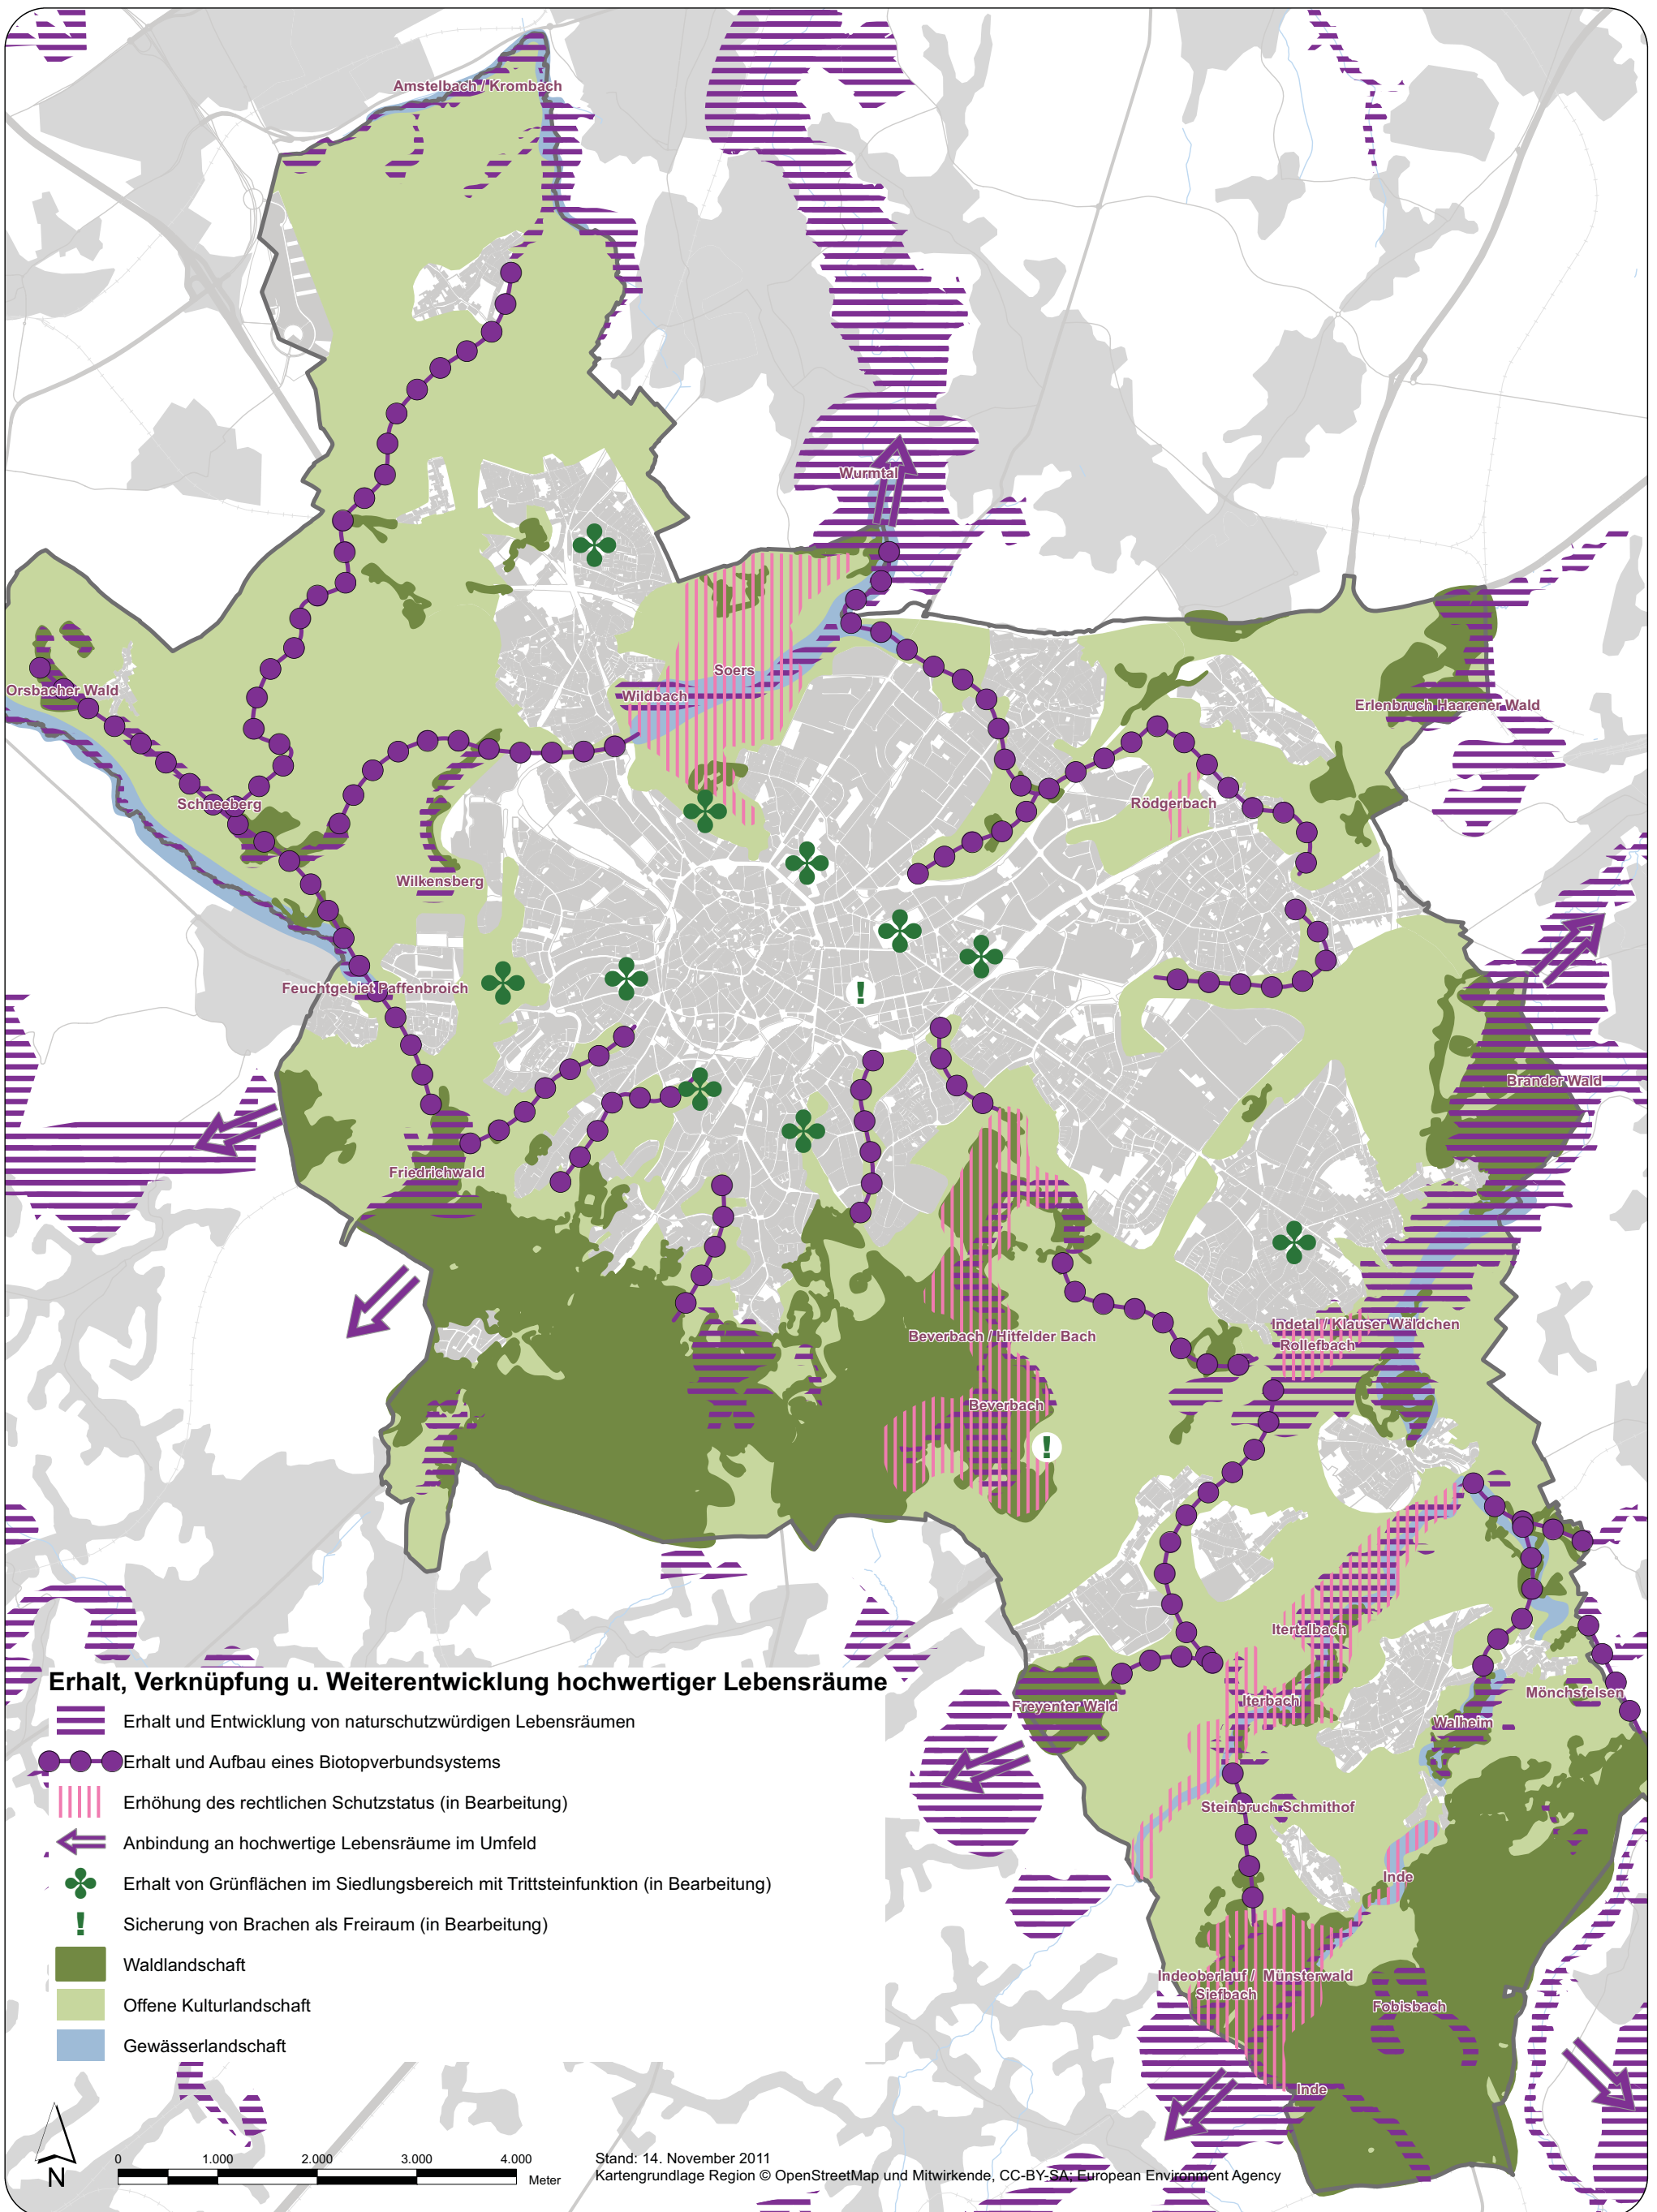 Amstelbach / Krombach
Wurmtal
Soers
Wildbach
Orsbacher Wald
Erlenbruch Haarener Wald
Schneeberg
Rödgerbach
Wilkensberg
Feuchtgebiet Paffenbroich
!
Brander Wald
Friedrichwald
Indetal / Klauser Wäldchen
Beverbach / Hitfelder Bach
Rollefbach
Beverbach
!
Itertalbach
Mönchsfelsen
Iterbach
Freyenter Wald
Walheim
Steinbruch Schmithof
Inde
Indeoberlauf / Münsterwald
Siefbach
Fobisbach
Inde
Erhalt, Verknüpfung u. Weiterentwicklung hochwertiger Lebensräume
Erhalt und Entwicklung von naturschutzwürdigen Lebensräumen
Erhalt und Aufbau eines Biotopverbundsystems
Erhöhung des rechtlichen Schutzstatus (in Bearbeitung)
Anbindung an hochwertige Lebensräume im Umfeld
Erhalt von Grünflächen im Siedlungsbereich mit Trittsteinfunktion (in Bearbeitung)
! Sicherung von Brachen als Freiraum (in Bearbeitung)
Waldlandschaft
Offene Kulturlandschaft
Gewässerlandschaft
N
0 1.000 2.000 3.000 4.000
Meter
Stand: 14. November 2011
Kartengrundlage Region © OpenStreetMap und Mitwirkende, CC-BY-SA; European Environment Agency